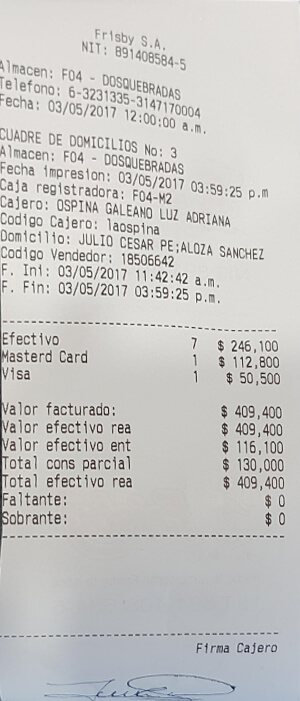 Frisby S.A.
NIT: 891408584-5
Almacen: F04 - DOSQUEBRADAS
Telefono: 6-3231335-3147170004
Fecha: 03/05/2017 12:00:00 a.m.
CUADRE DE DOMICILIOS No: 3
Almacen: F04 - DOSQUEBRADAS
Fecha impresion: 03/05/2017 03:59:25 p.m
Caja registradora: F04-M2
Cajero: OSPINA GALEANO LUZ ADRIANA
Codigo Cajero: laospina
Domicilio: JULIO CESAR PE;ALOZA SANCHEZ
Codigo Vendedor: 18506642
F. Ini: 03/05/2017 11:42:42 a.m.
F. Fin: 03/05/2017 03:59:25 p.m.
Efectivo 7 $ 246,100
Masterd Card 1 $ 112,800
Visa 1 $ 50,500
Valor facturado: $ 409,400
Valor efectivo rea $ 409,400
Valor efectivo ent $ 116,100
Total cons parcial $ 130,000
Total efectivo rea $ 409,400
Faltante: $ 0
Sobrante: $ 0
Firma Cajero